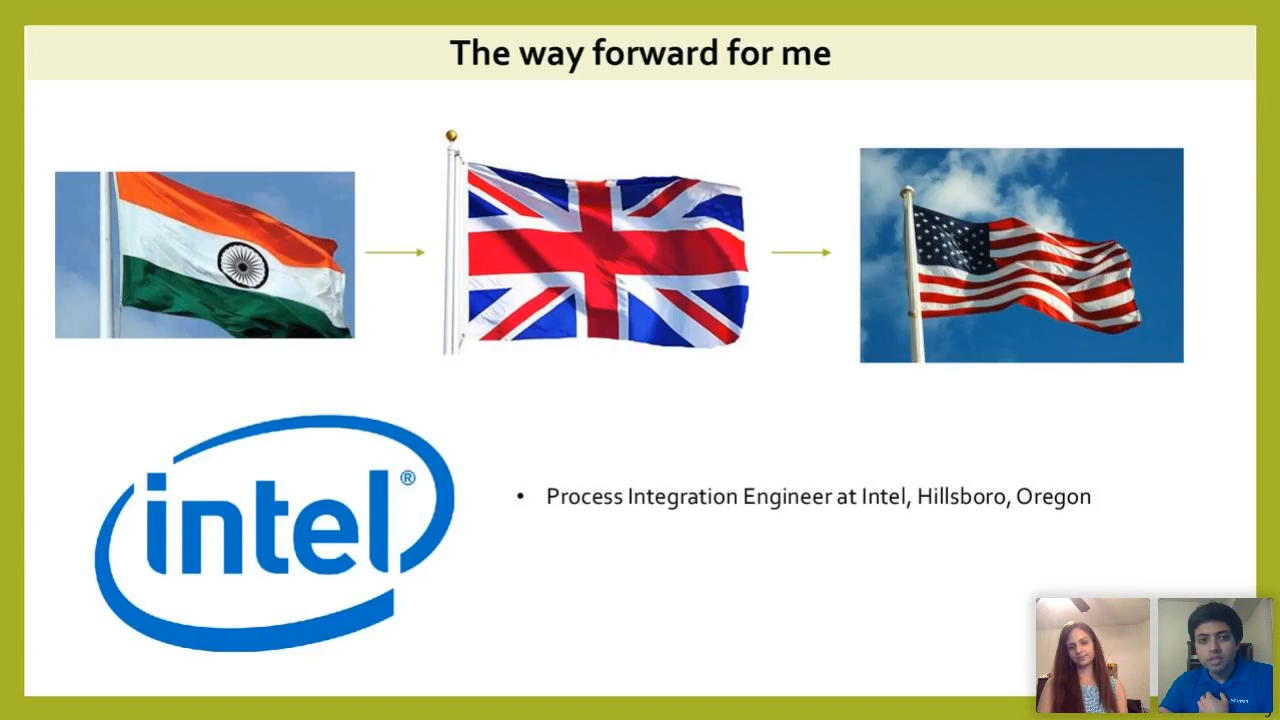 The way forward for me
intel®
• Process Integration Engineer at Intel, Hillsboro, Oregon